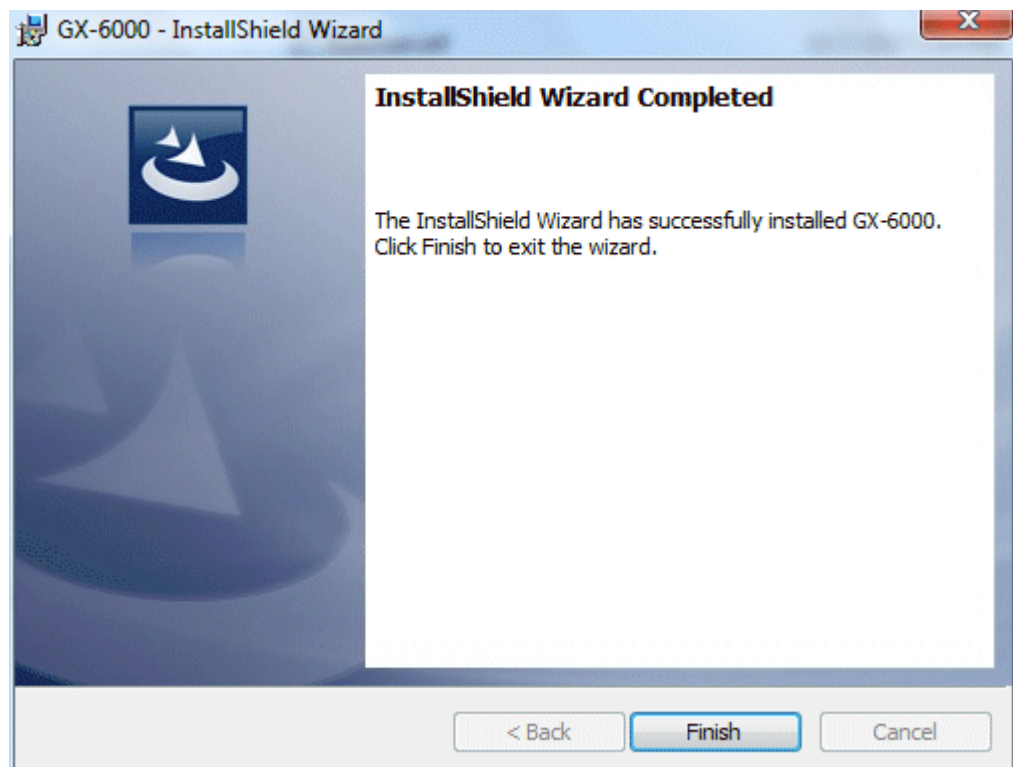 GX-6000 - InstallShield Wizard
InstallShield Wizard Completed
The InstallShield Wizard has successfully installed GX-6000.
Click Finish to exit the wizard.
< Back
Finish
Cancel